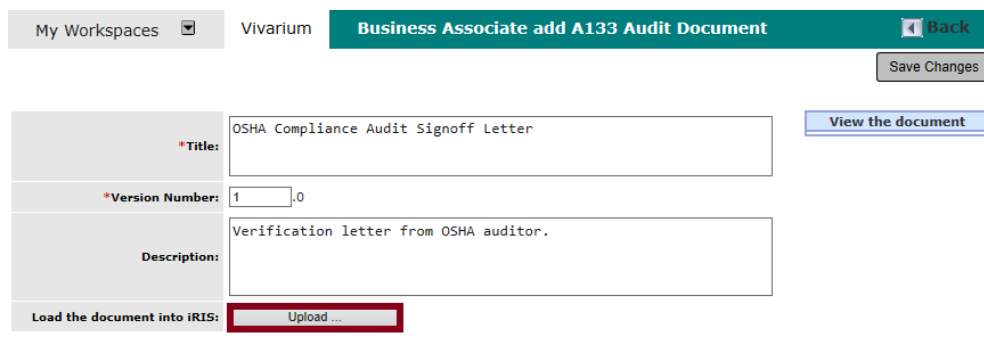 My Workspaces Vivarium Business Associate add A133 Audit Document Back
Save Changes
*Title: OSHA Compliance Audit Signoff Letter
View the document
*Version Number: 1 .0
Description: Verification letter from OSHA auditor.
Load the document into iRIS: Upload ...